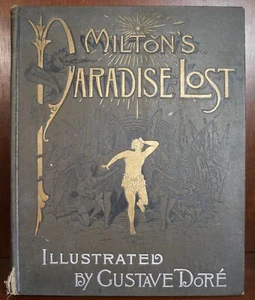 MILTON'S
PARADISE LOST
ILLUSTRATED
BY GUSTAVE DORÉ